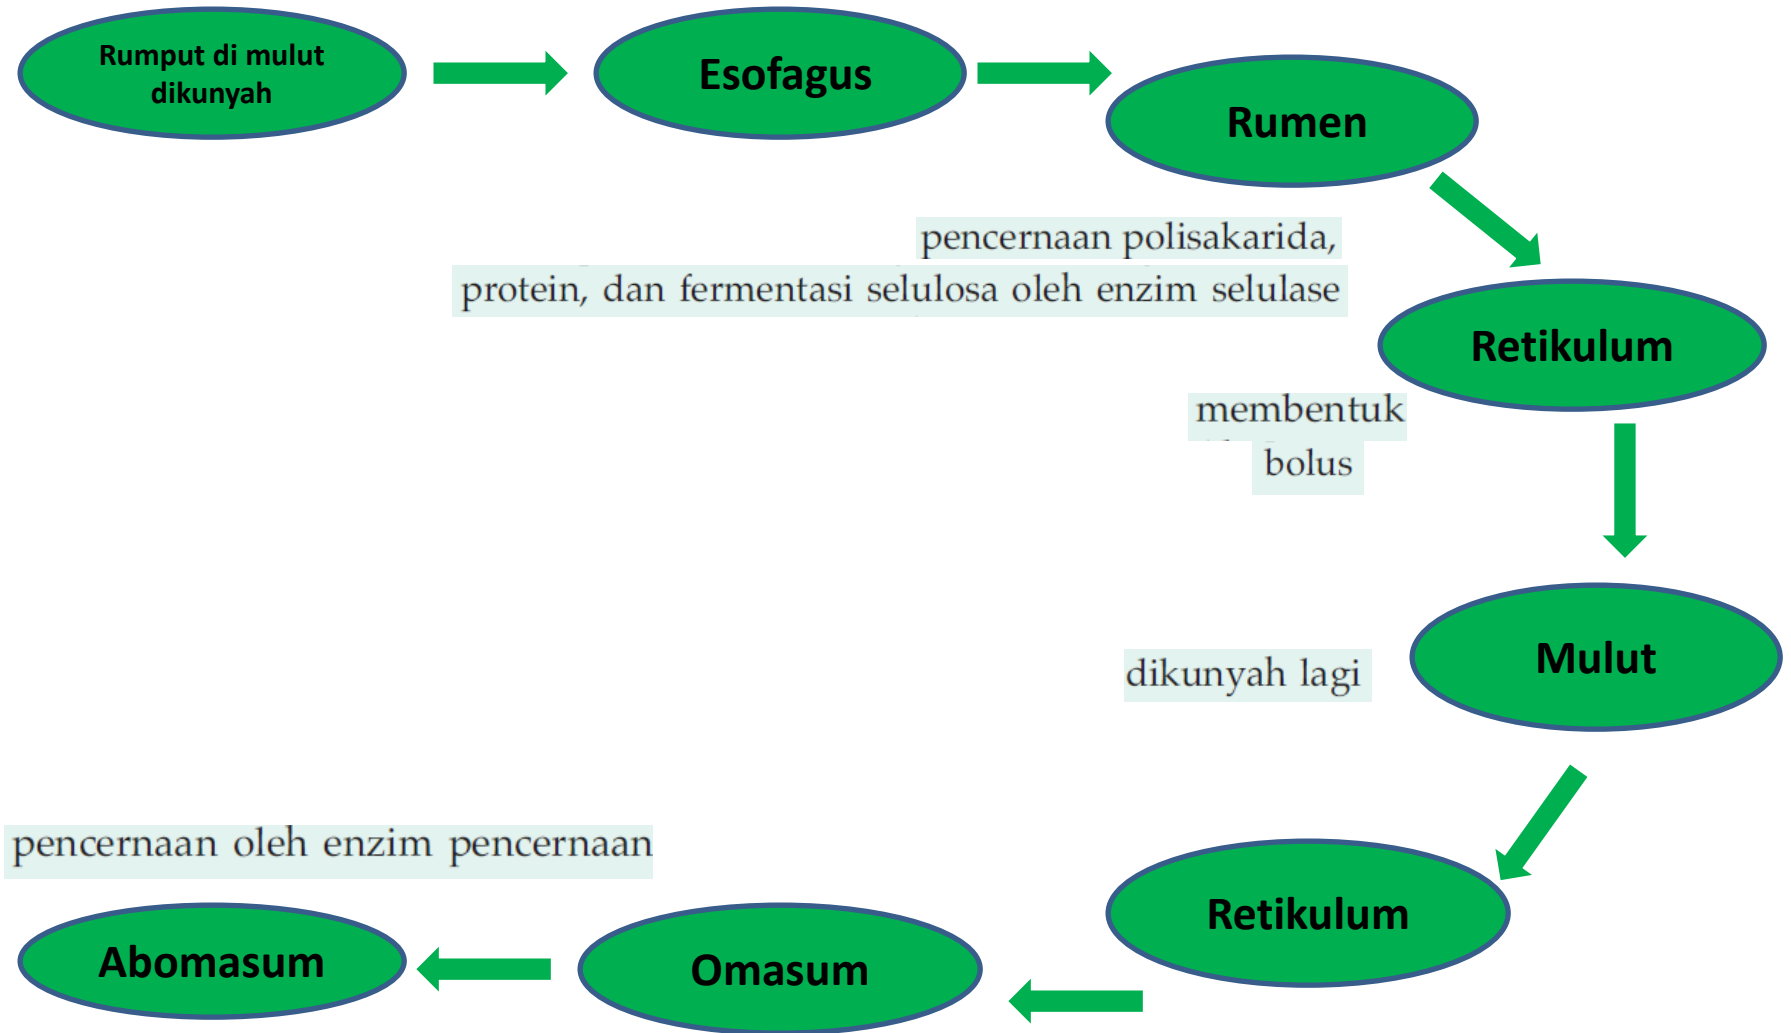 Rumput di mulut
dikunyah
Esofagus
Rumen
pencernaan polisakarida,
protein, dan fermentasi selulosa oleh enzim selulase
Retikulum
membentuk
bolus
Mulut
dikunyah lagi
Retikulum
Omasum
pencernaan oleh enzim pencernaan
Abomasum